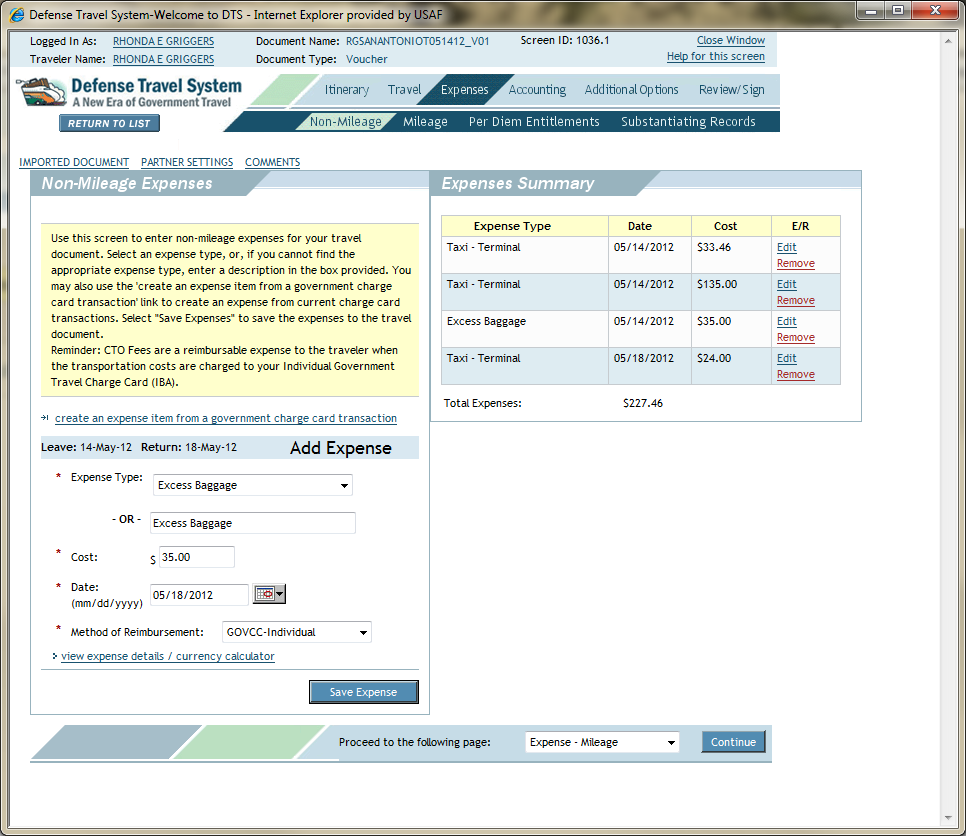 Defense Travel System-Welcome to DTS - Internet Explorer provided by USAF
Logged In As: RHONDA E GRIGGERS Document Name: RGSANANTONIOT051412_V01 Screen ID: 1036.1 Close Window
Traveler Name: RHONDA E GRIGGERS Document Type: Voucher Help for this screen
Defense Travel System
A New Era of Government Travel
Itinerary Travel Expenses Accounting Additional Options Review/Sign
RETURN TO LIST
Non-Mileage Mileage Per Diem Entitlements Substantiating Records
IMPORTED DOCUMENT PARTNER SETTINGS COMMENTS
Non-Mileage Expenses
Use this screen to enter non-mileage expenses for your travel
document. Select an expense type, or, if you cannot find the
appropriate expense type, enter a description in the box provided. You
may also use the 'create an expense item from a government charge
card transaction' link to create an expense from current charge card
transactions. Select "Save Expenses" to save the expenses to the travel
document.
Reminder: CTO Fees are a reimbursable expense to the traveler when
the transportation costs are charged to your Individual Government
Travel Charge Card (IBA).
create an expense item from a government charge card transaction
Leave: 14-May-12 Return: 18-May-12 Add Expense
* Expense Type: Excess Baggage
- OR - Excess Baggage
* Cost: $ 35.00
* Date:
(mm/dd/yyyy) 05/18/2012
* Method of Reimbursement: GOVCC-Individual
view expense details / currency calculator
Save Expense
Expenses Summary
Expense Type Date Cost E/R
Taxi - Terminal 05/14/2012 $33.46 Edit
Remove
Taxi - Terminal 05/14/2012 $135.00 Edit
Remove
Excess Baggage 05/14/2012 $35.00 Edit
Remove
Taxi - Terminal 05/18/2012 $24.00 Edit
Remove
Total Expenses: $227.46
Proceed to the following page: Expense - Mileage Continue